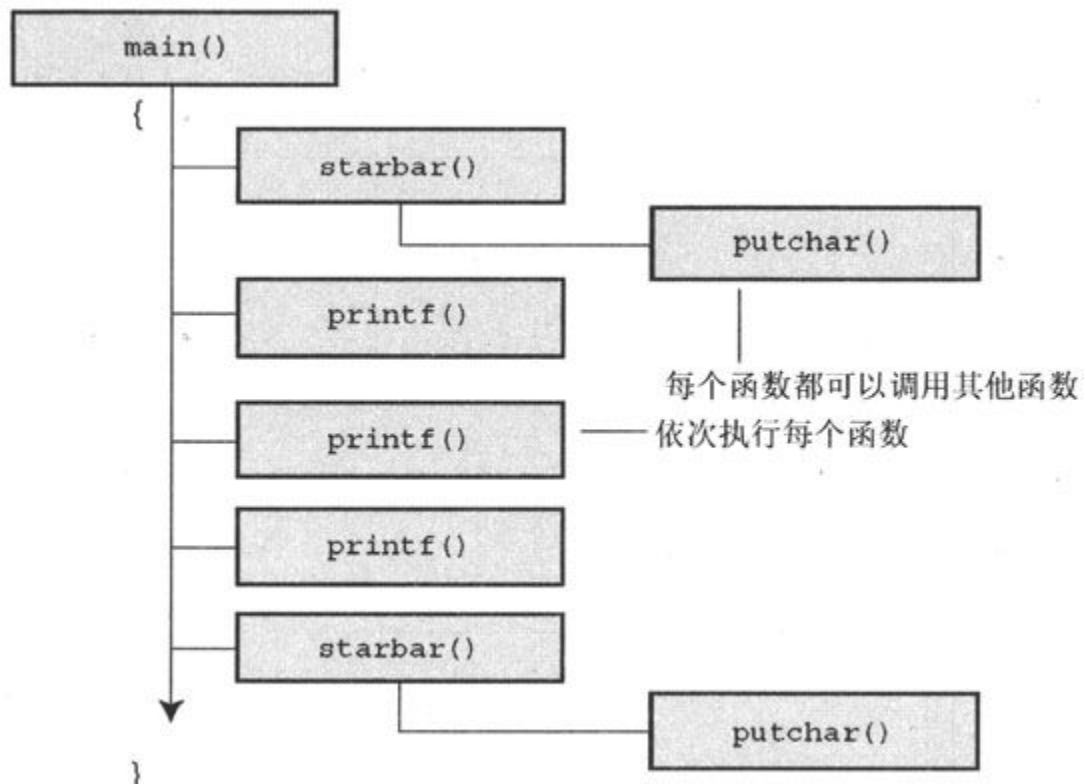 main()
{
starbar()
putchar()
printf()
每个函数都可以调用其他函数
printf()
依次执行每个函数
printf()
starbar()
putchar()
}